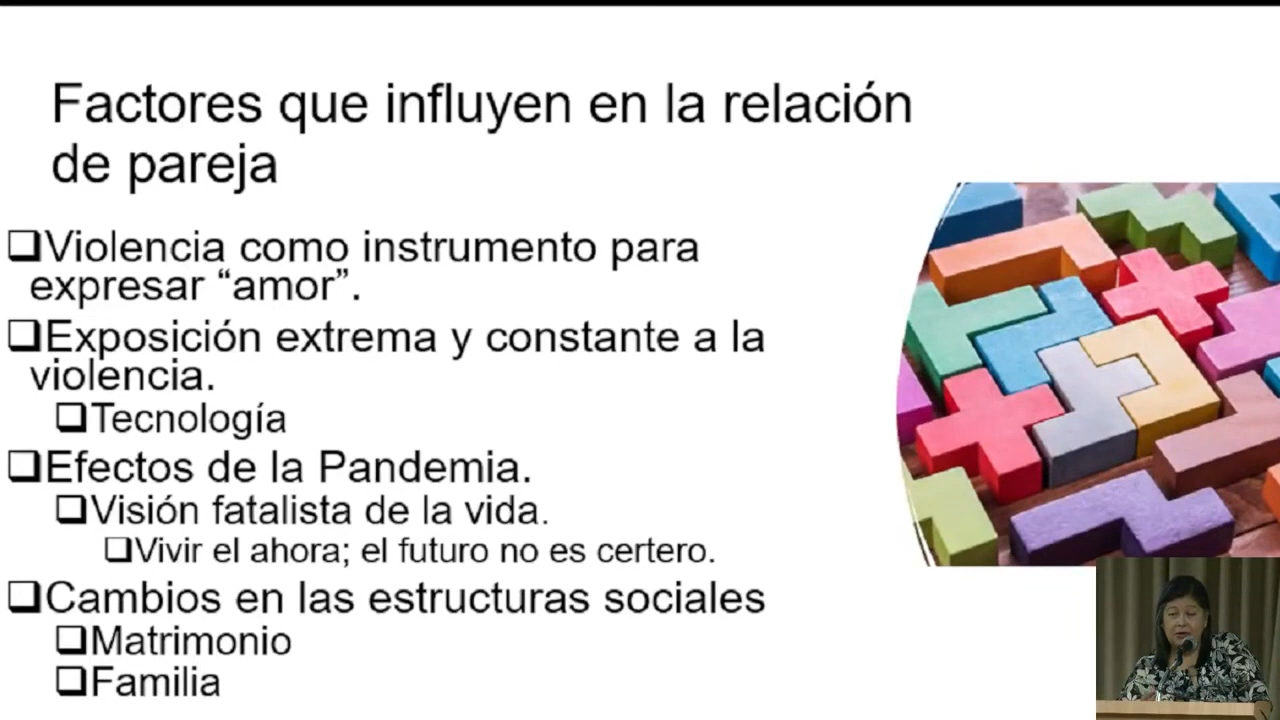 Factores que influyen en la relación
de pareja
❑Violencia como instrumento para
expresar “amor”.
❑Exposición extrema y constante a la
violencia.
❑Tecnología
❑Efectos de la Pandemia.
❑Visión fatalista de la vida.
❑Vivir el ahora; el futuro no es certero.
❑Cambios en las estructuras sociales
❑Matrimonio
❑Familia